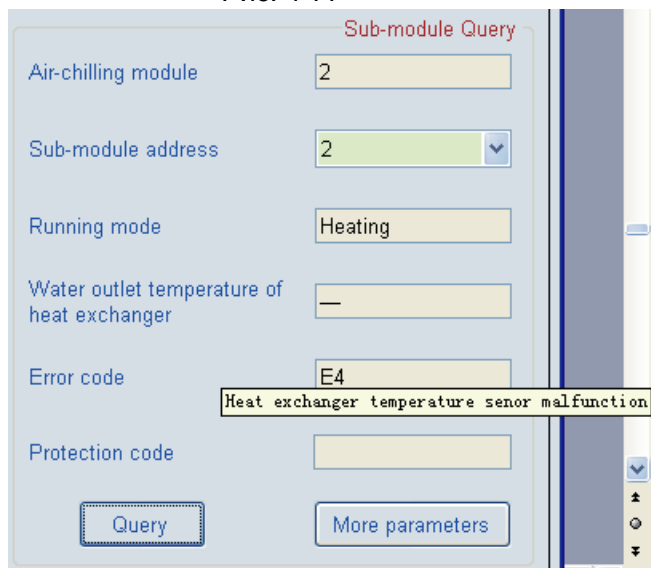 Sub-module Query
Air-chilling module 2
Sub-module address 2
Running mode Heating
Water outlet temperature of
heat exchanger —
Error code E4
Heat exchanger temperature senor malfunction
Protection code
Query More parameters